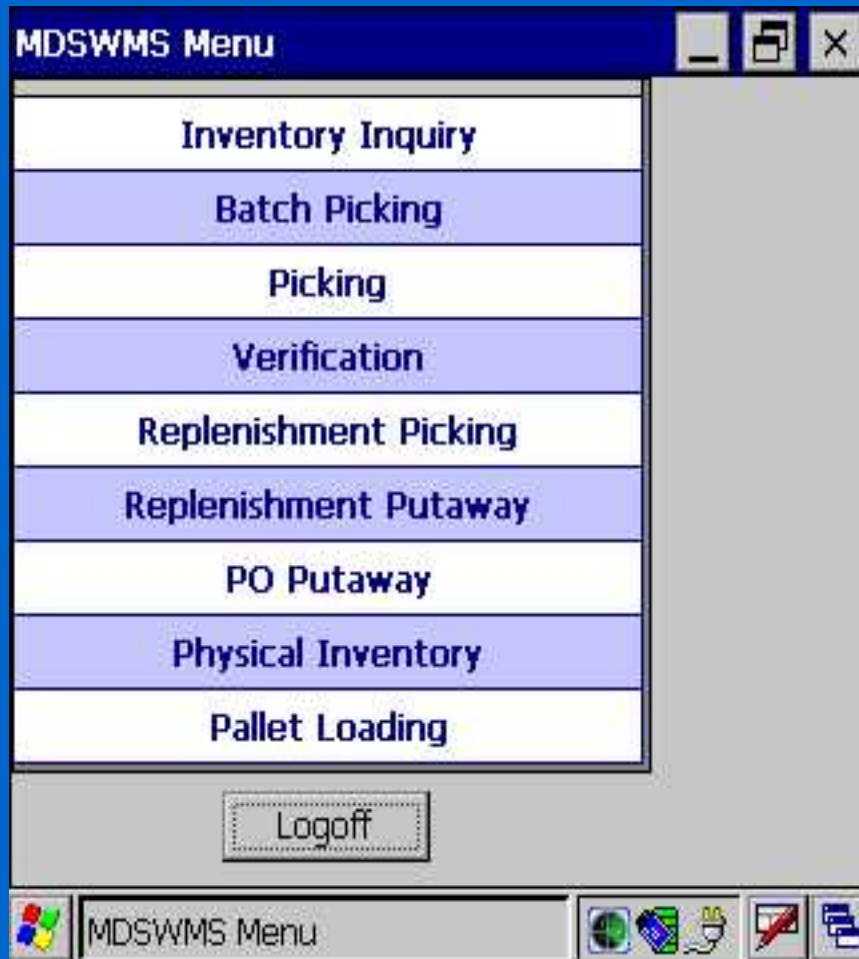 MDSWMS Menu
Inventory Inquiry
Batch Picking
Picking
Verification
Replenishment Picking
Replenishment Putaway
PO Putaway
Physical Inventory
Pallet Loading
Logoff
MDSWMS Menu